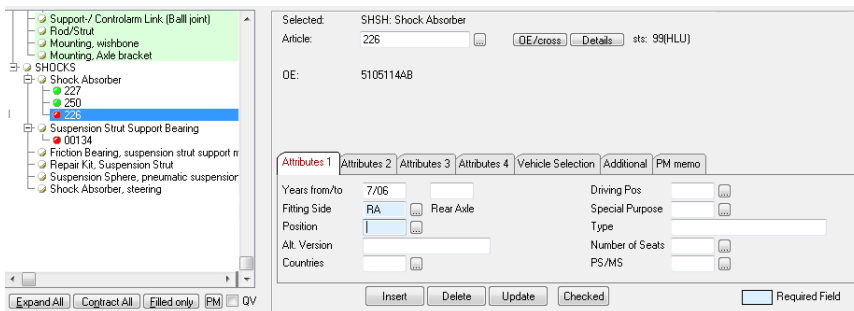 Support-/ Controlarm Link (Balll joint)
Rod/Strut
Mounting, wishbone
Mounting, Axle bracket
SHOCKS
Shock Absorber
227
250
226
Suspension Strut Support Bearing
00134
Friction Bearing, suspension strut support m
Repair Kit, Suspension Strut
Suspension Sphere, pneumatic suspension
Shock Absorber, steering
Expand All Contract All Filled only PM QV
Selected: SHSH: Shock Absorber
Article: 226 ... OE/cross Details sts: 99(HLU)
OE: 5105114AB
Attributes 1 Attributes 2 Attributes 3 Attributes 4 Vehicle Selection Additional PM memo
Years from/to 7/06 Driving Pos ...
Fitting Side RA ... Rear Axle Special Purpose ...
Position ... Type
Alt. Version Number of Seats ...
Countries ... PS/MS ...
Insert Delete Update Checked Required Field